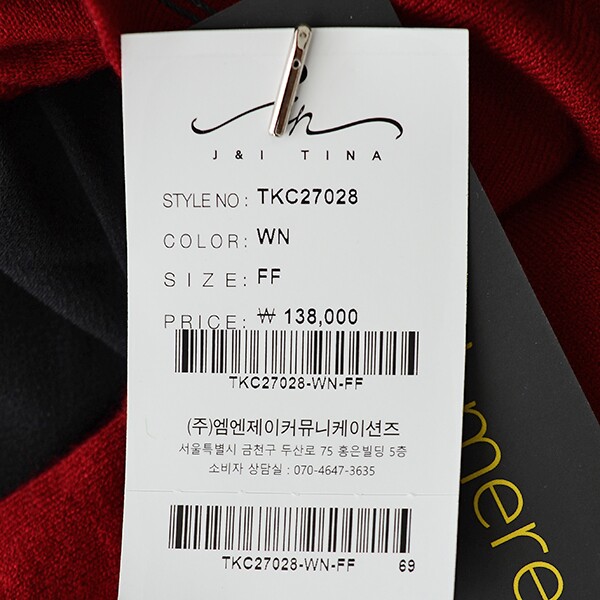 J & I TINA
STYLE NO : TKC27028
COLOR: WN
SIZE: FF
PRICE: ₩ 138,000
TKC27028-WN-FF
(주)엠엔제이커뮤니케이션즈
서울특별시 금천구 두산로 75 홍은빌딩 5층
소비자 상담실 : 070-4647-3635
TKC27028-WN-FF 69